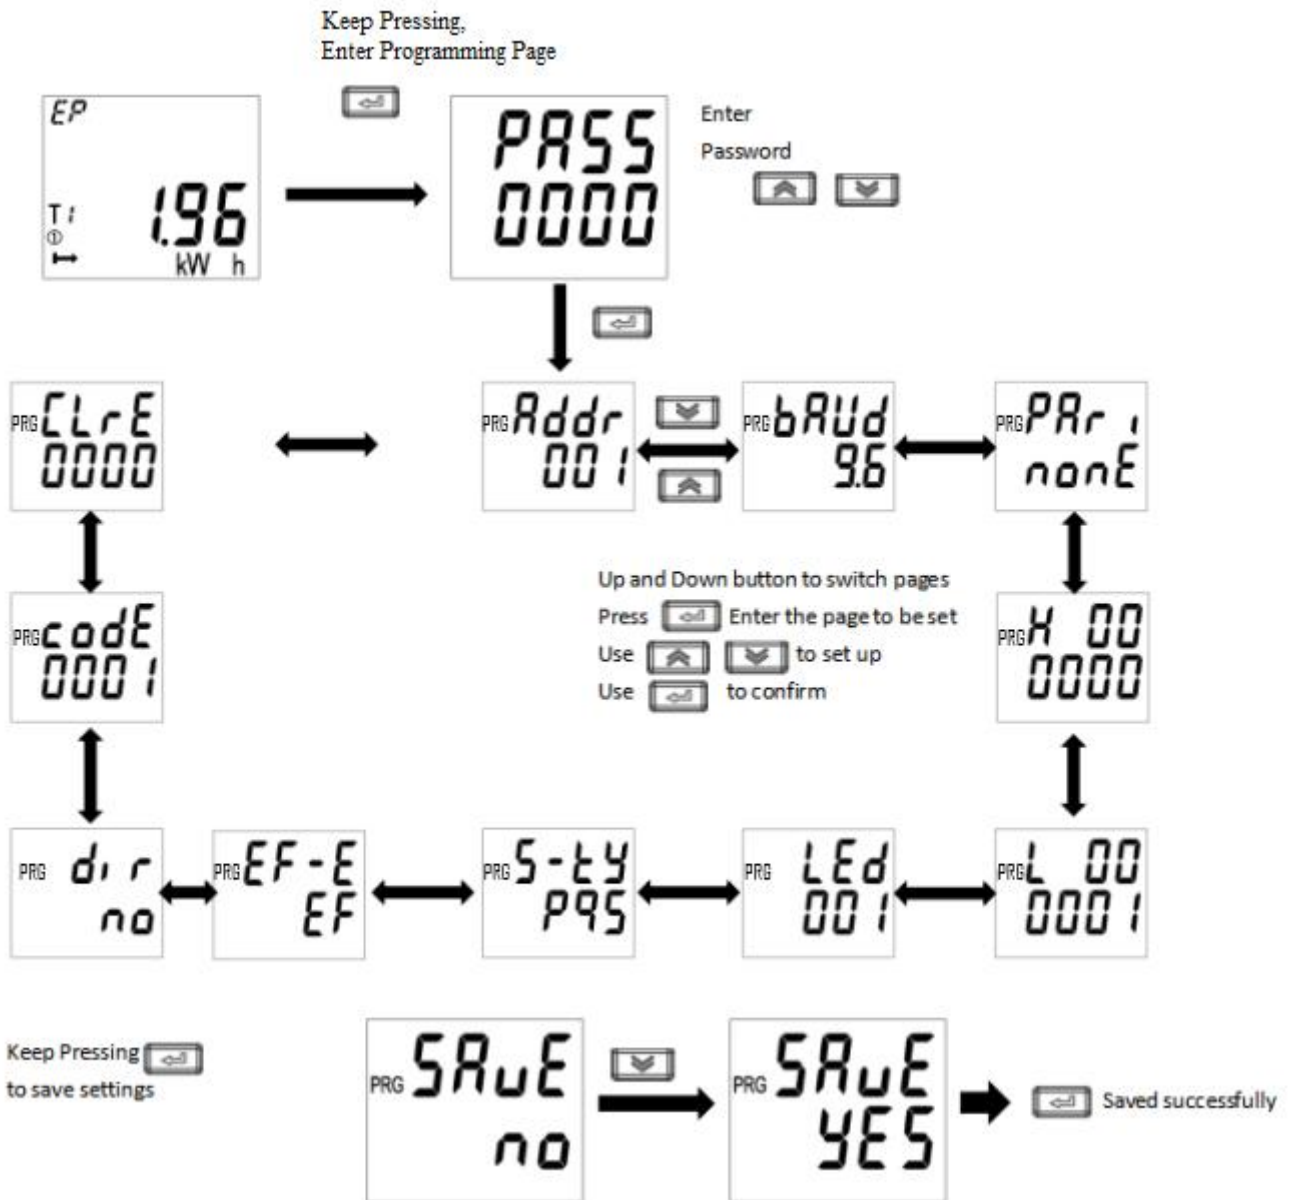 Keep Pressing,
Enter Programming Page
EP
T1
①
1.96
kW h
PASS
0000
Enter
Password
PRG CLrE
0000
PRG Addr
001
PRG bAUd
9.6
PRG PAri
nonE
Up and Down button to switch pages
Press Enter the page to be set
Use to set up
Use to confirm
PRG codE
0001
PRG H 00
0000
PRG dir
no
PRG EF-E
EF
PRG S-tY
PqS
PRG LEd
001
PRG L 00
0001
Keep Pressing
to save settings
PRG SAvE
no
PRG SAvE
YES
Saved successfully